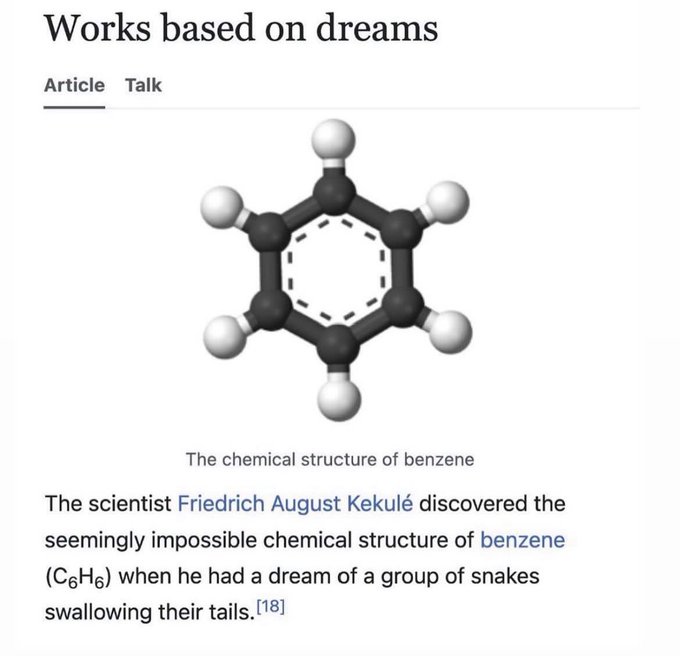 Works based on dreams
Article Talk
The chemical structure of benzene
The scientist Friedrich August Kekulé discovered the
seemingly impossible chemical structure of benzene
(C₆H₆) when he had a dream of a group of snakes
swallowing their tails.[18]